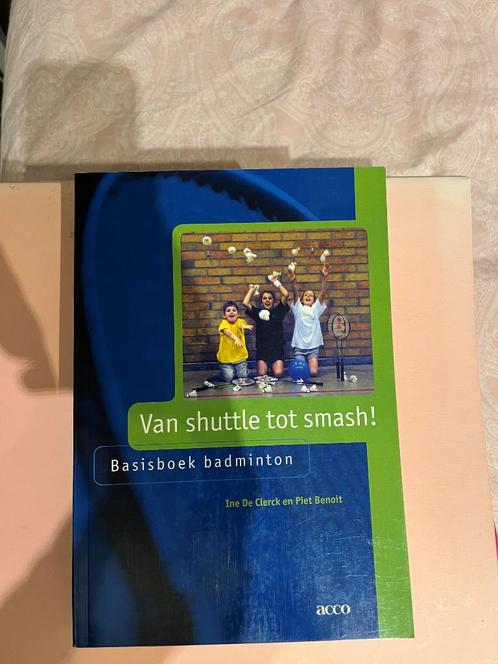 Van shuttle tot smash!
Basisboek badminton
Ine De Clerck en Piet Benoit
acco